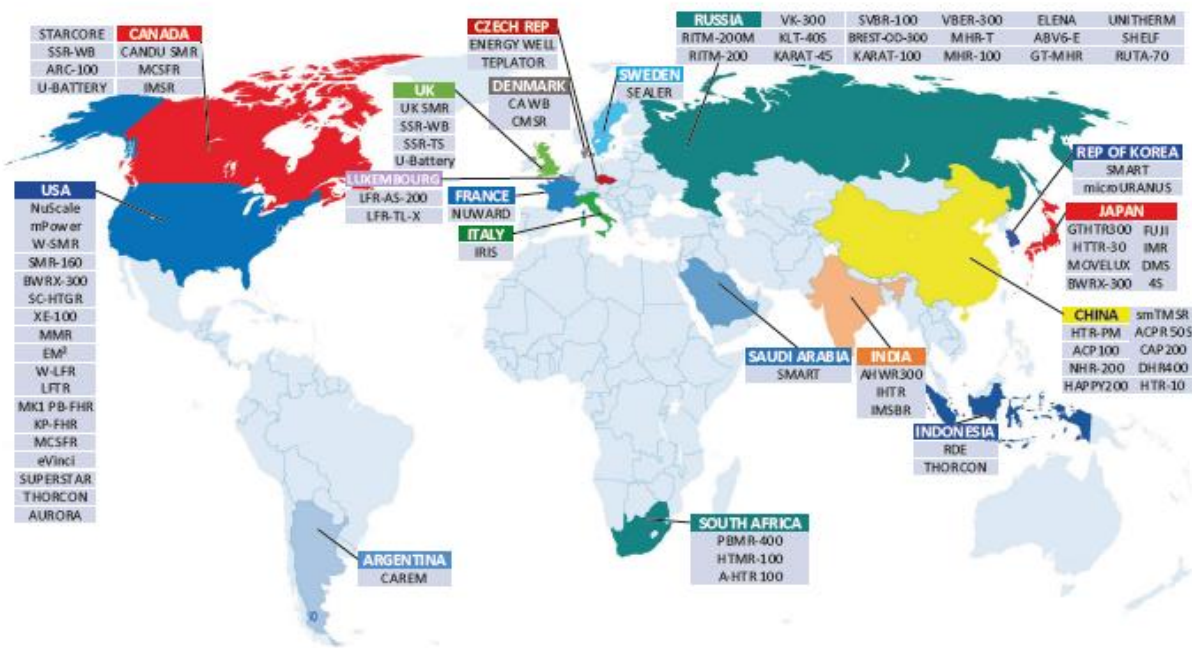 STARCORE
SSR-WB
ARC-100
U-BATTERY
CANADA
CANDU SMR
MCSFR
IMSR
USA
NuScale
mPower
W-SMR
SMR-160
BWRX-300
SC-HTGR
XE-100
MMR
EM²
W-LFR
LFTR
MK1 PB-FHR
KP-FHR
MCSFR
eVinci
SUPERSTAR
THORCON
AURORA
ARGENTINA
CAREM
UK
UK SMR
SSR-WB
SSR-TS
U-Battery
LUXEMBOURG
LFR-AS-200
LFR-TL-X
FRANCE
NUWARD
ITALY
IRIS
CZECH REP
ENERGY WELL
TEPLATOR
DENMARK
CAWB
CMSR
SWEDEN
SEALER
RUSSIA VK-300 SVBR-100 VBER-300 ELENA UNITHERM
RITM-200M KLT-40S BREST-OD-300 MHR-T ABV6-E SHELF
RITM-200 KARAT-45 KARAT-100 MHR-100 GT-MHR RUTA-70
REP OF KOREA
SMART
microURANUS
JAPAN
GTHTR300 FUJI
HTTR-30 IMR
MOVELUX DMS
BWRX-300 4S
CHINA smTMSR
HTR-PM ACPR50S
ACP100 CAP200
NHR-200 DHR400
HAPPY200 HTR-10
SAUDI ARABIA
SMART
INDIA
AHWR300
IHTR
IMSBR
INDONESIA
RDE
THORCON
SOUTH AFRICA
PBMR-400
HTMR-100
A-HTR100